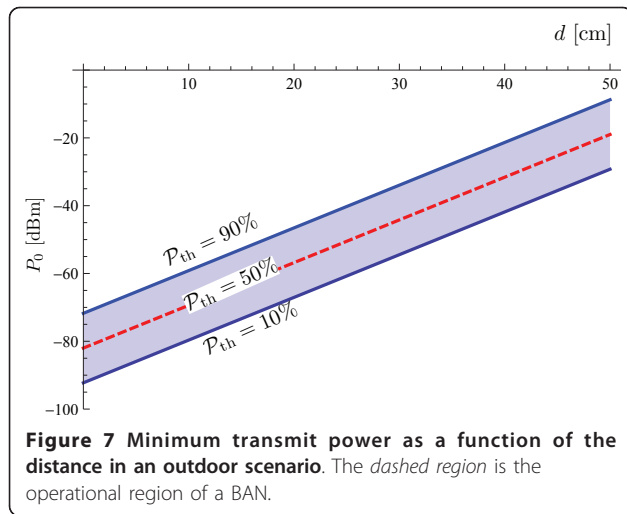 d [cm]
10 20 30 40 50
-20
-40
-60
-80
-100
P₀ [dBm]
𝒫th = 90%
𝒫th = 50%
𝒫th = 10%
Figure 7 Minimum transmit power as a function of the
distance in an outdoor scenario. The dashed region is the
operational region of a BAN.